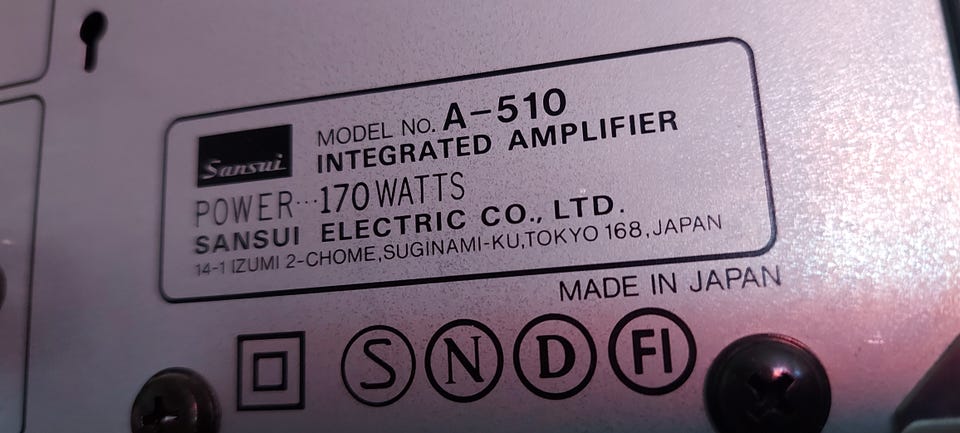 Sansui
MODEL No. A-510
INTEGRATED AMPLIFIER
POWER···170 WATTS
SANSUI ELECTRIC CO., LTD.
14-1 IZUMI 2-CHOME, SUGINAMI-KU, TOKYO 168, JAPAN
MADE IN JAPAN
S N D FI